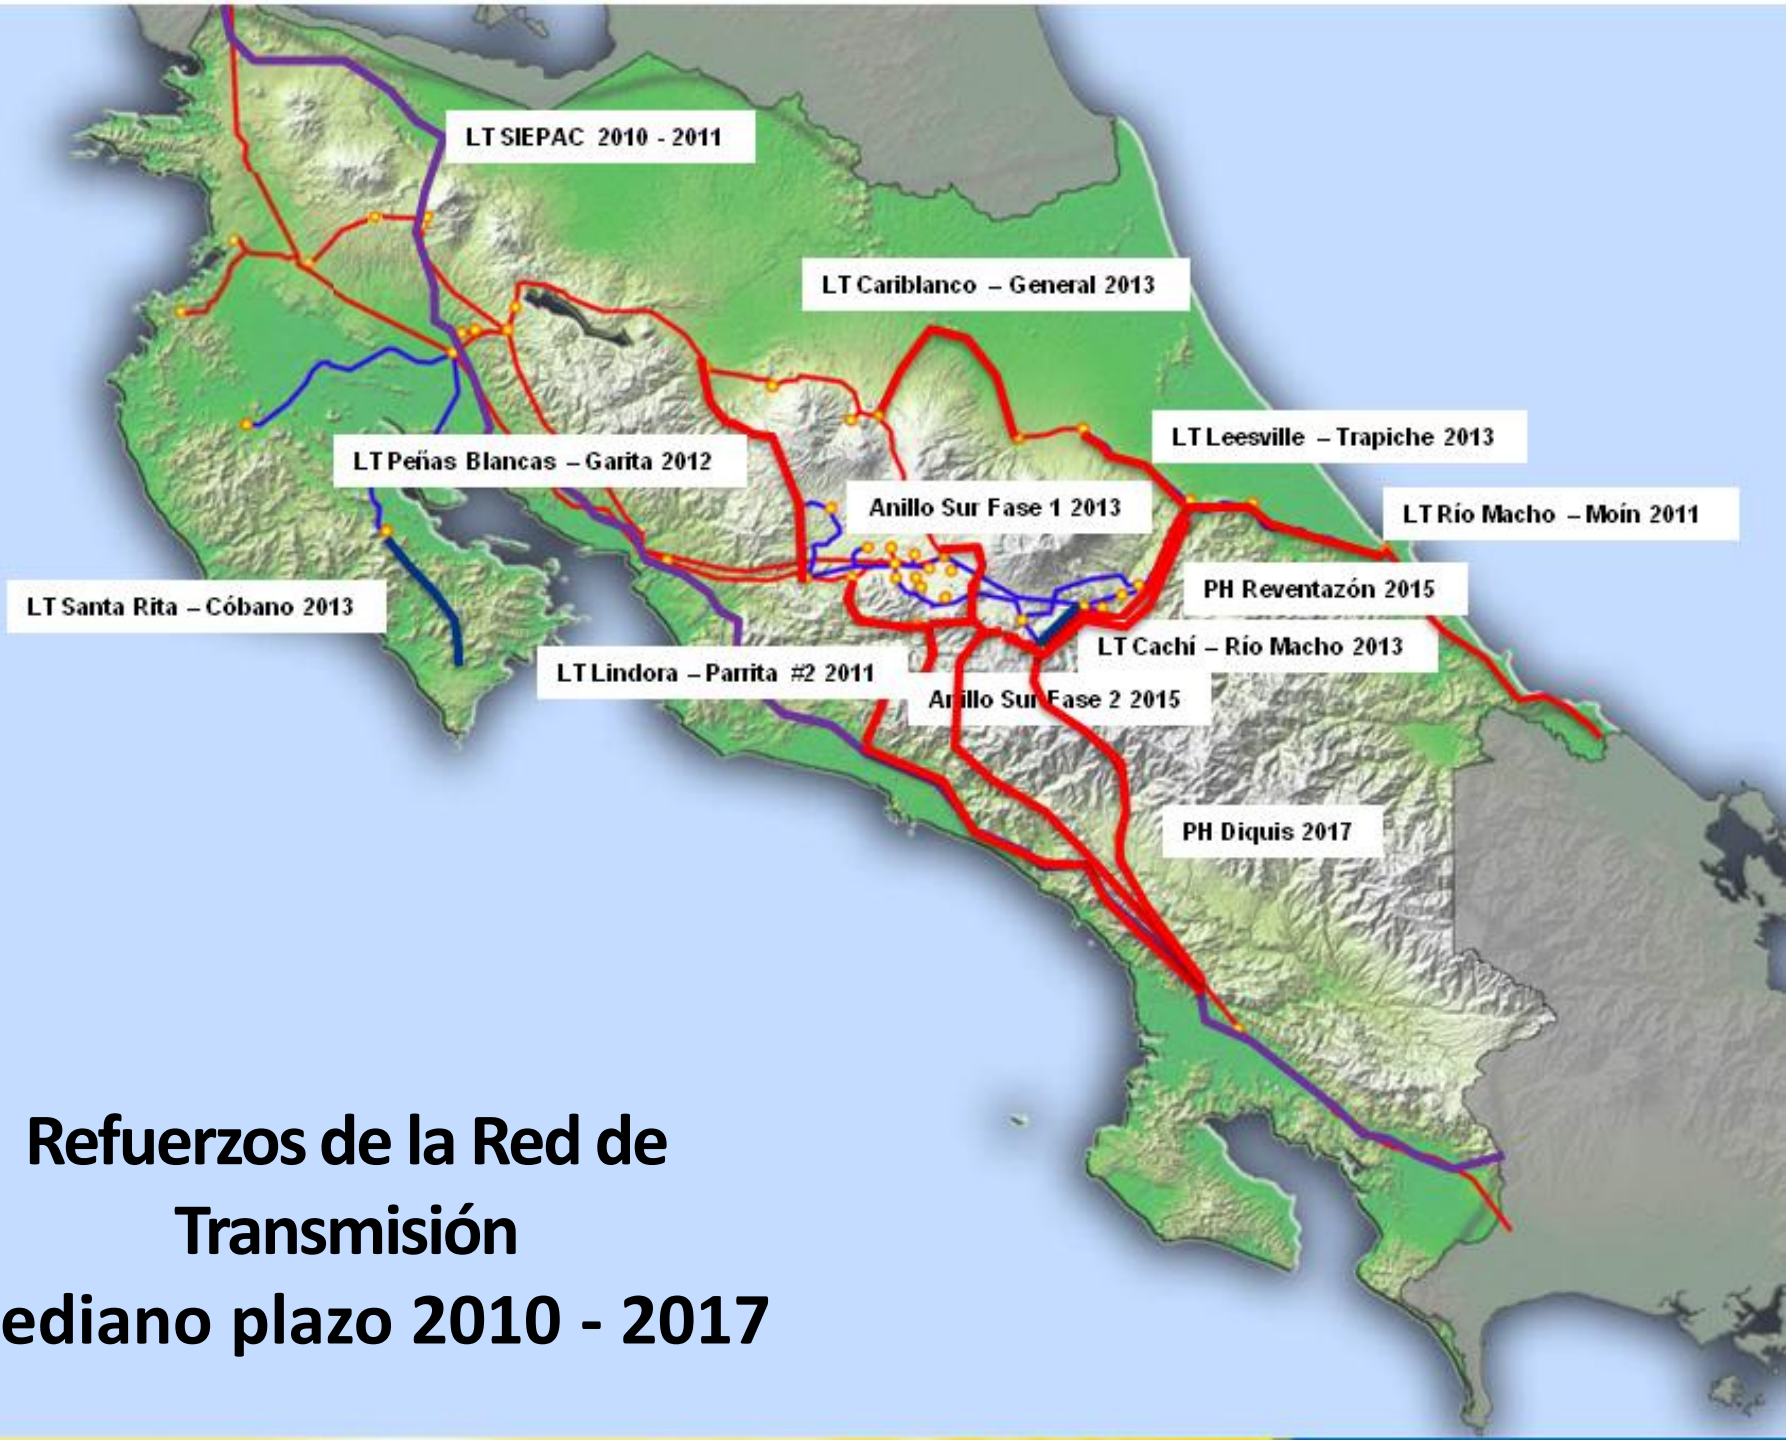 LT SIEPAC 2010 - 2011
LT Cariblanco – General 2013
LT Leesville – Trapiche 2013
LT Peñas Blancas – Garita 2012
Anillo Sur Fase 1 2013
LT Río Macho – Moín 2011
PH Reventazón 2015
LT Santa Rita – Cóbano 2013
LT Cachí – Río Macho 2013
LT Lindora – Parrita #2 2011
Anillo Sur Fase 2 2015
PH Diquis 2017
Refuerzos de la Red de
Transmisión
ediano plazo 2010 - 2017